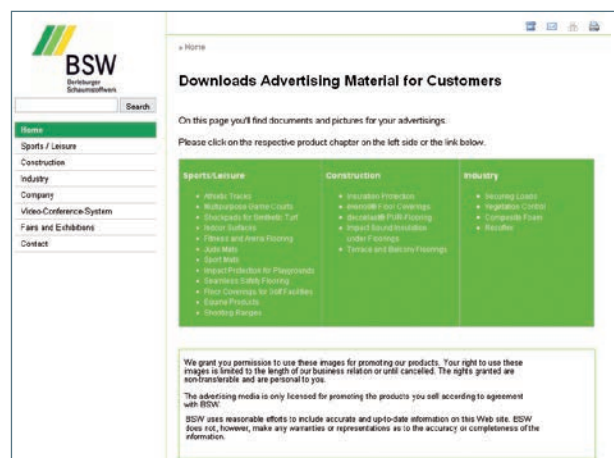 BSW
Berleburger
Schaumstoffwerk
Search
Home
Sports / Leisure
Construction
Industry
Company
Video-Conference-System
Fairs and Exhibitions
Contact
» Home
Downloads Advertising Material for Customers
On this page you'll find documents and pictures for your advertisings.
Please click on the respective product chapter on the left side or the link below.
Sports/Leisure
Athletic Tracks
Multipurpose Game Courts
Shockpads for Synthetic Turf
Indoor Surfaces
Fitness and Arena Flooring
Judo Mats
Sport Mats
Impact Protection for Playgrounds
Seamless Safety Flooring
Floor Coverings for Golf Facilities
Equine Products
Shooting Ranges
Construction
Insulation Protection
Floor Coverings
PUR-Flooring
Impact Sound Insulation
under Floorings
Terrace and Balcony Floorings
Industry
Securing Loads
Vegetation Control
Composite Foam
We grant you permission to use these images for promoting our products. Your right to use these
images is limited to the length of our business relation or until cancelled. The rights granted are
non-transferable and are personal to you.
The advertising media is only licensed for promoting the products you sell according to agreement
with BSW.
BSW uses reasonable efforts to include accurate and up-to-date information on this Web site. BSW
does not, however, make any warranties or representations as to the accuracy or completeness of the
information.